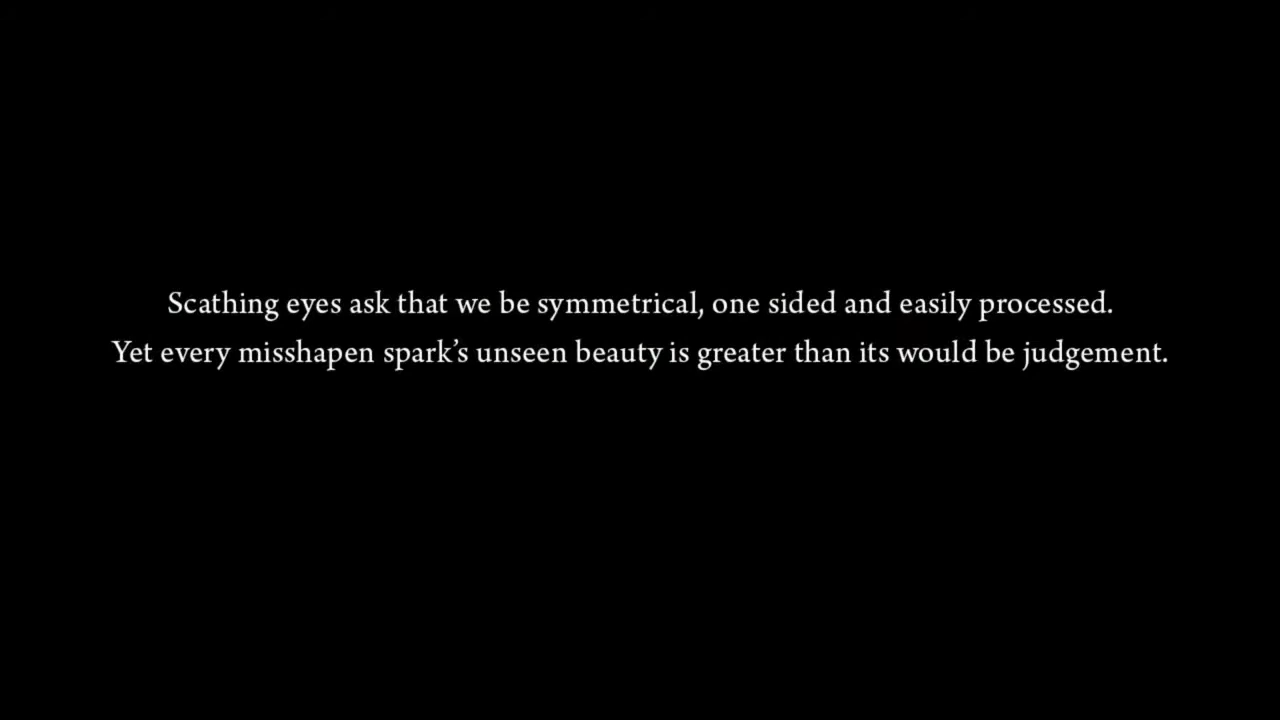 Scathing eyes ask that we be symmetrical, one sided and easily processed.
Yet every misshapen spark’s unseen beauty is greater than its would be judgement.